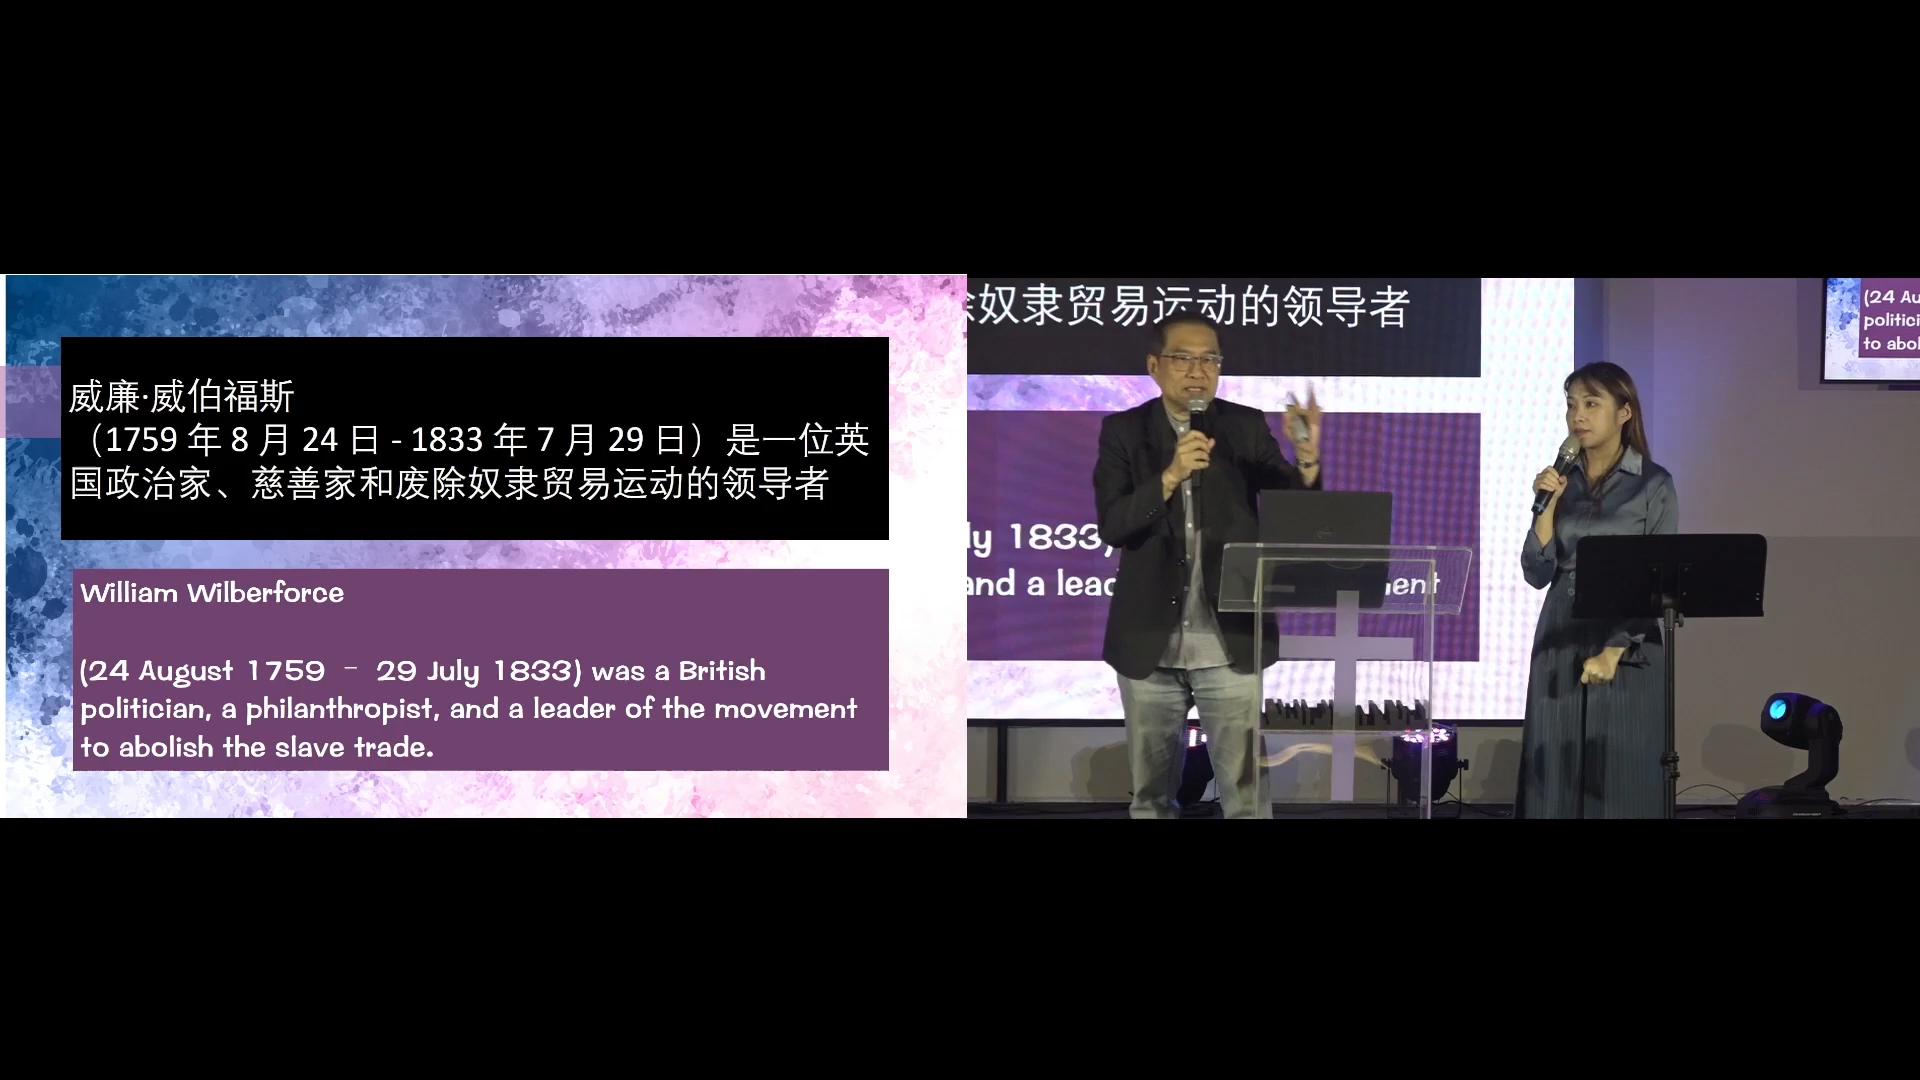 威廉·威伯福斯
（1759 年 8 月 24 日 - 1833 年 7 月 29 日）是一位英
国政治家、慈善家和废除奴隶贸易运动的领导者
William Wilberforce
(24 August 1759 – 29 July 1833) was a British
politician, a philanthropist, and a leader of the movement
to abolish the slave trade.
奴隶贸易运动的领导者
ly 1833)
and a lead
ment
(24 Au
politici
to abol